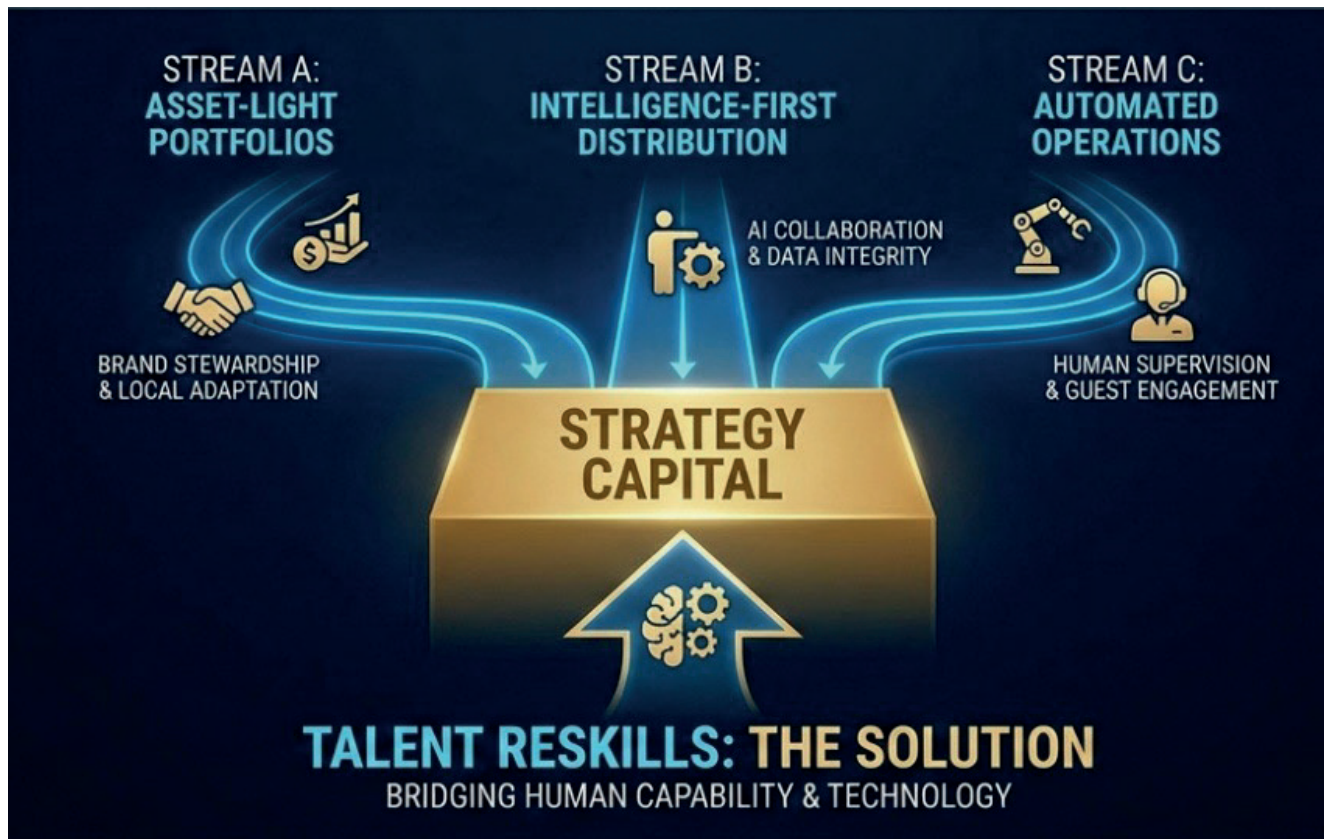 STREAM A:
ASSET-LIGHT
PORTFOLIOS
STREAM B:
INTELLIGENCE-FIRST
DISTRIBUTION
STREAM C:
AUTOMATED
OPERATIONS
$
AI COLLABORATION
& DATA INTEGRITY
BRAND STEWARDSHIP
& LOCAL ADAPTATION
HUMAN SUPERVISION
& GUEST ENGAGEMENT
STRATEGY
CAPITAL
TALENT RESKILLS: THE SOLUTION
BRIDGING HUMAN CAPABILITY & TECHNOLOGY